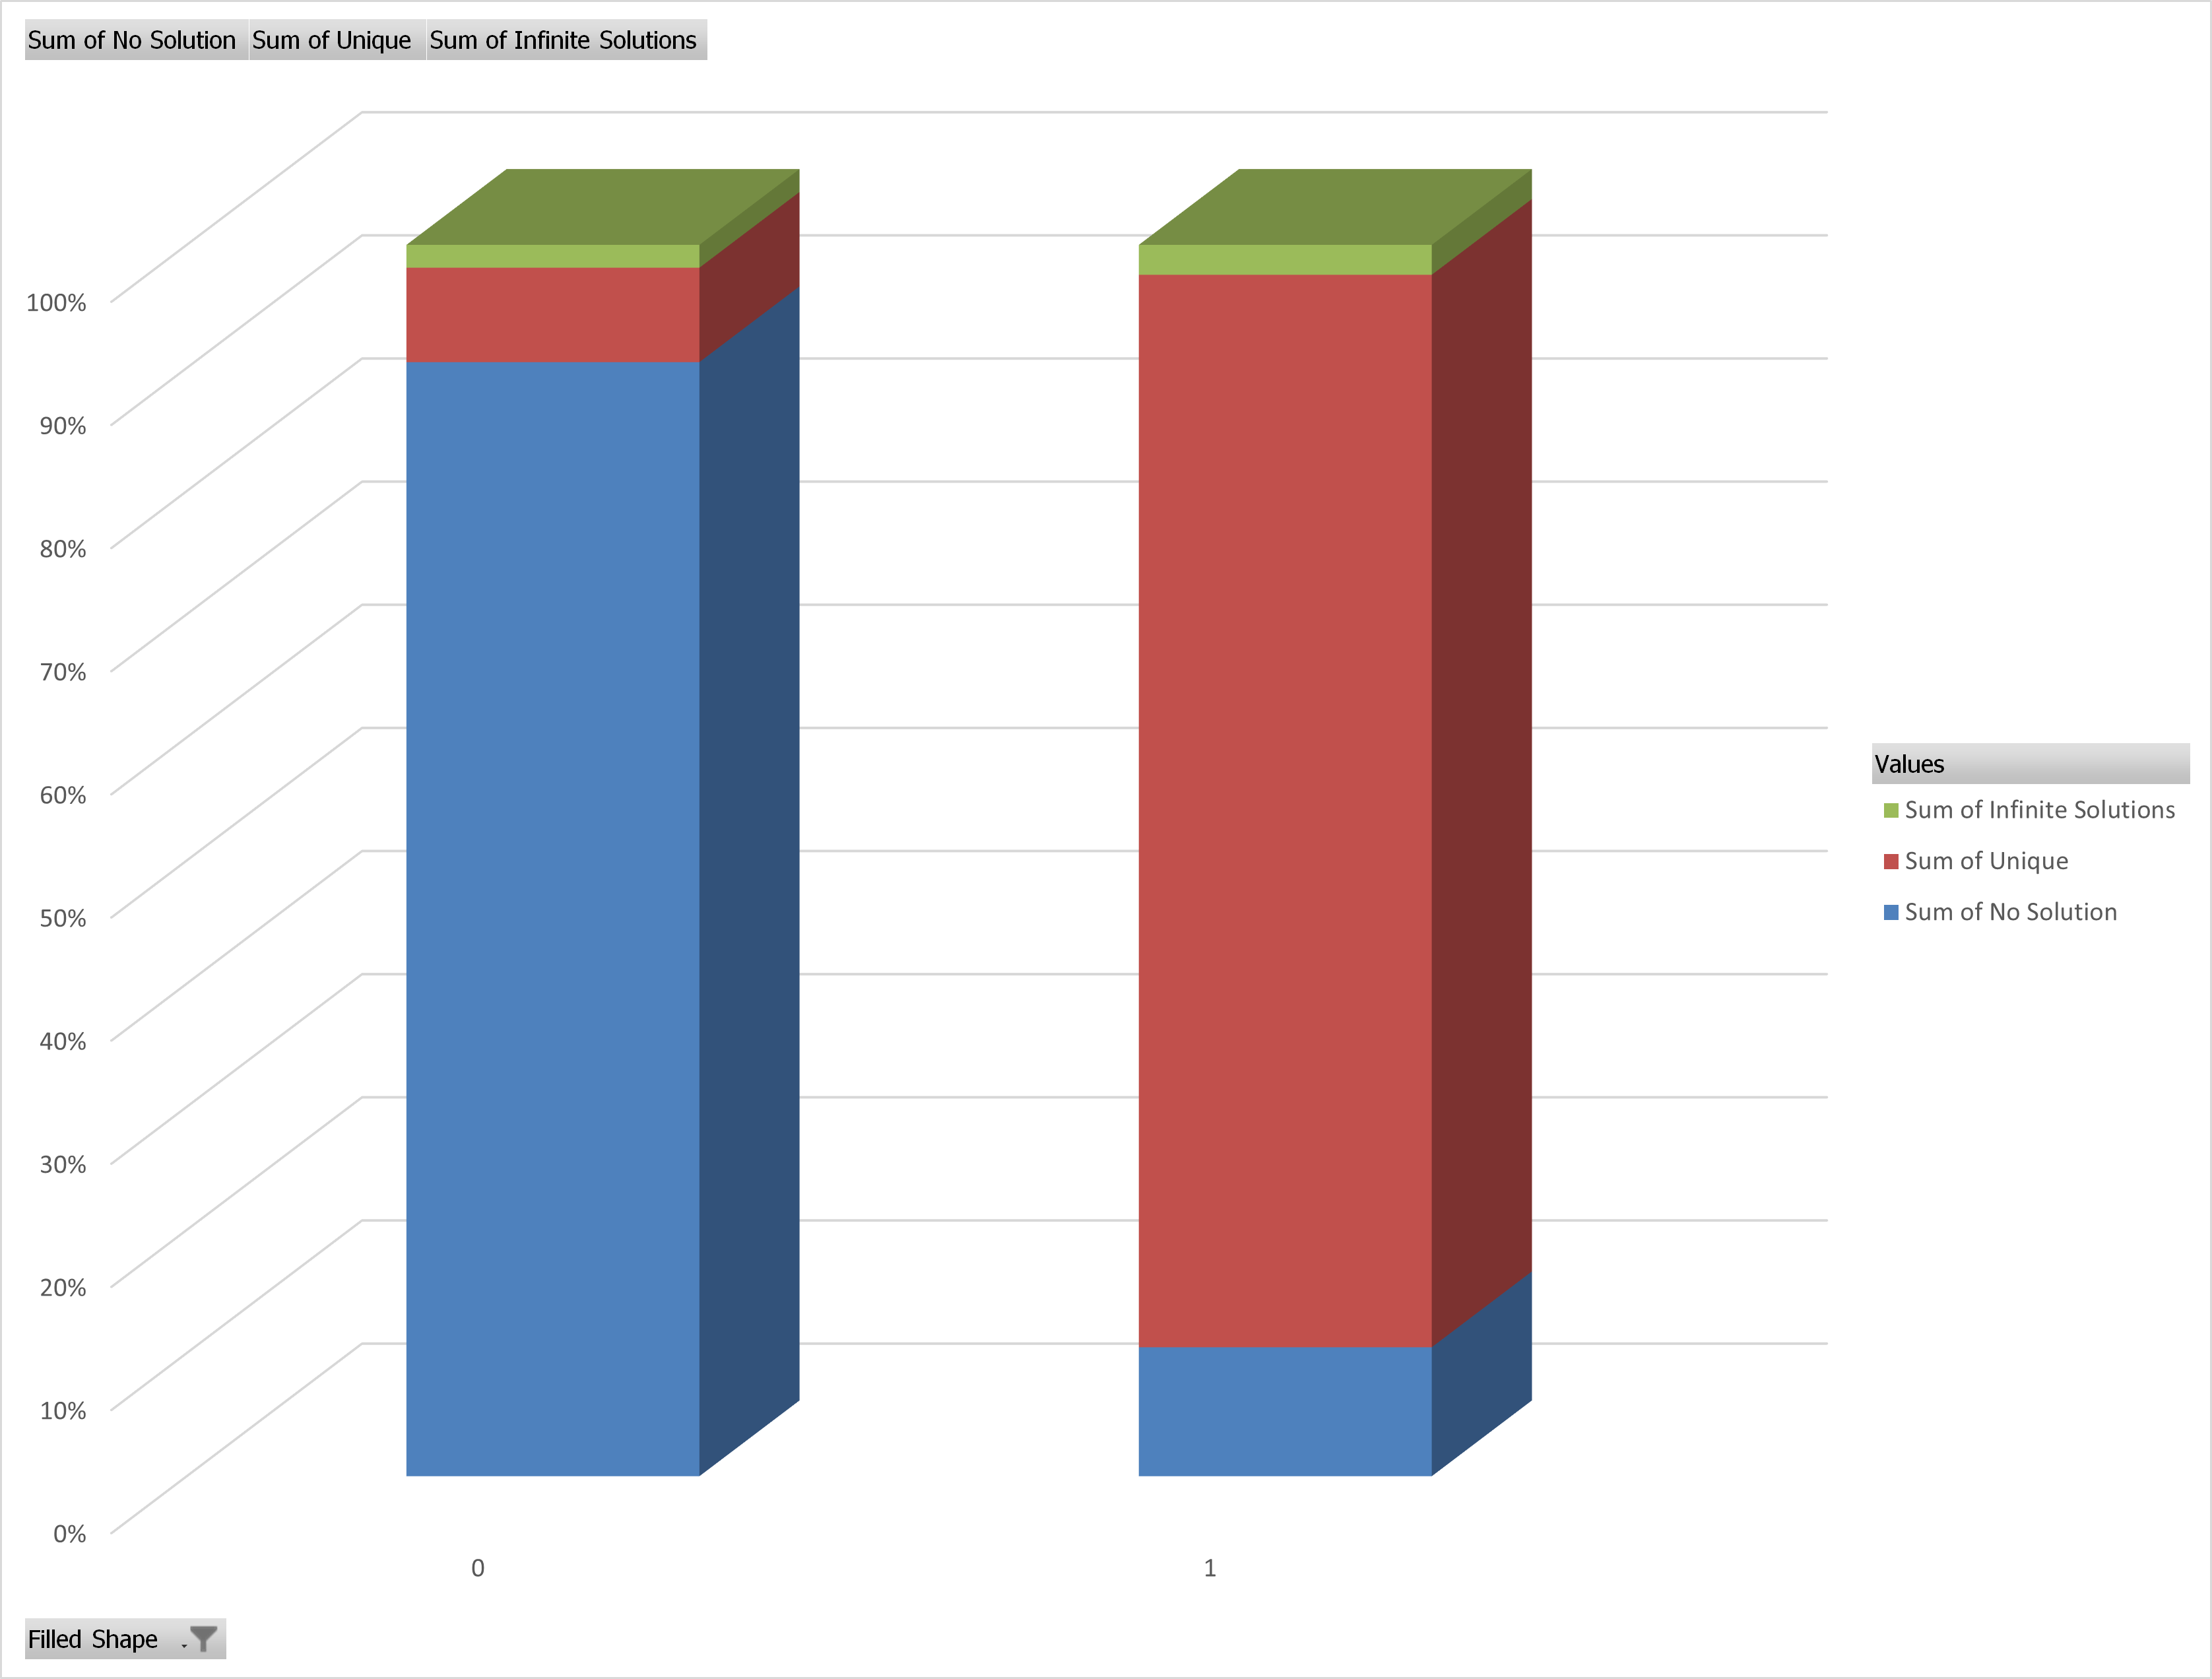 Sum of No Solution Sum of Unique Sum of Infinite Solutions
100%
90%
80%
70%
60%
50%
40%
30%
20%
10%
0%
0 1
Values
Sum of Infinite Solutions
Sum of Unique
Sum of No Solution
Filled Shape